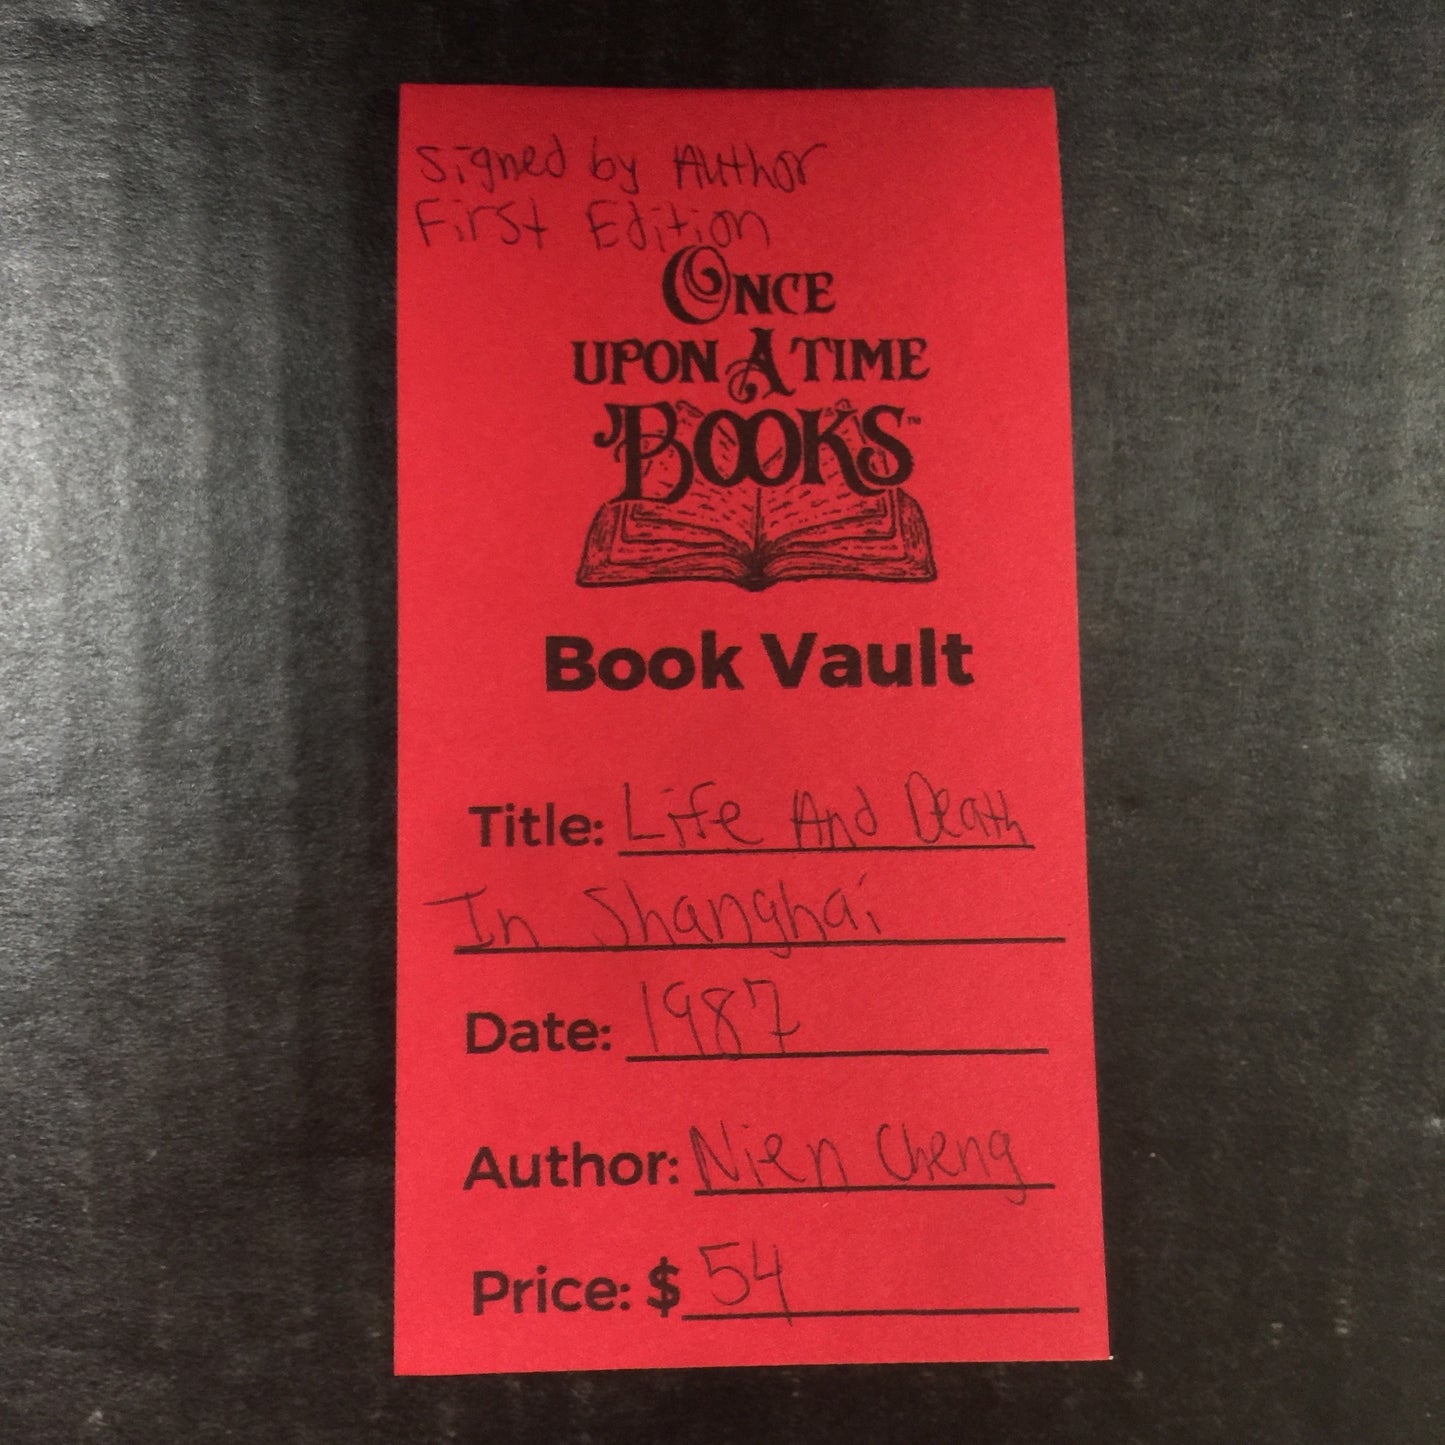 Signed by Author
First Edition
ONCE
UPON A TIME
BOOKS™
Book Vault
Title: Life And Death
In Shanghai
Date: 1987
Author: Nien Cheng
Price: $54